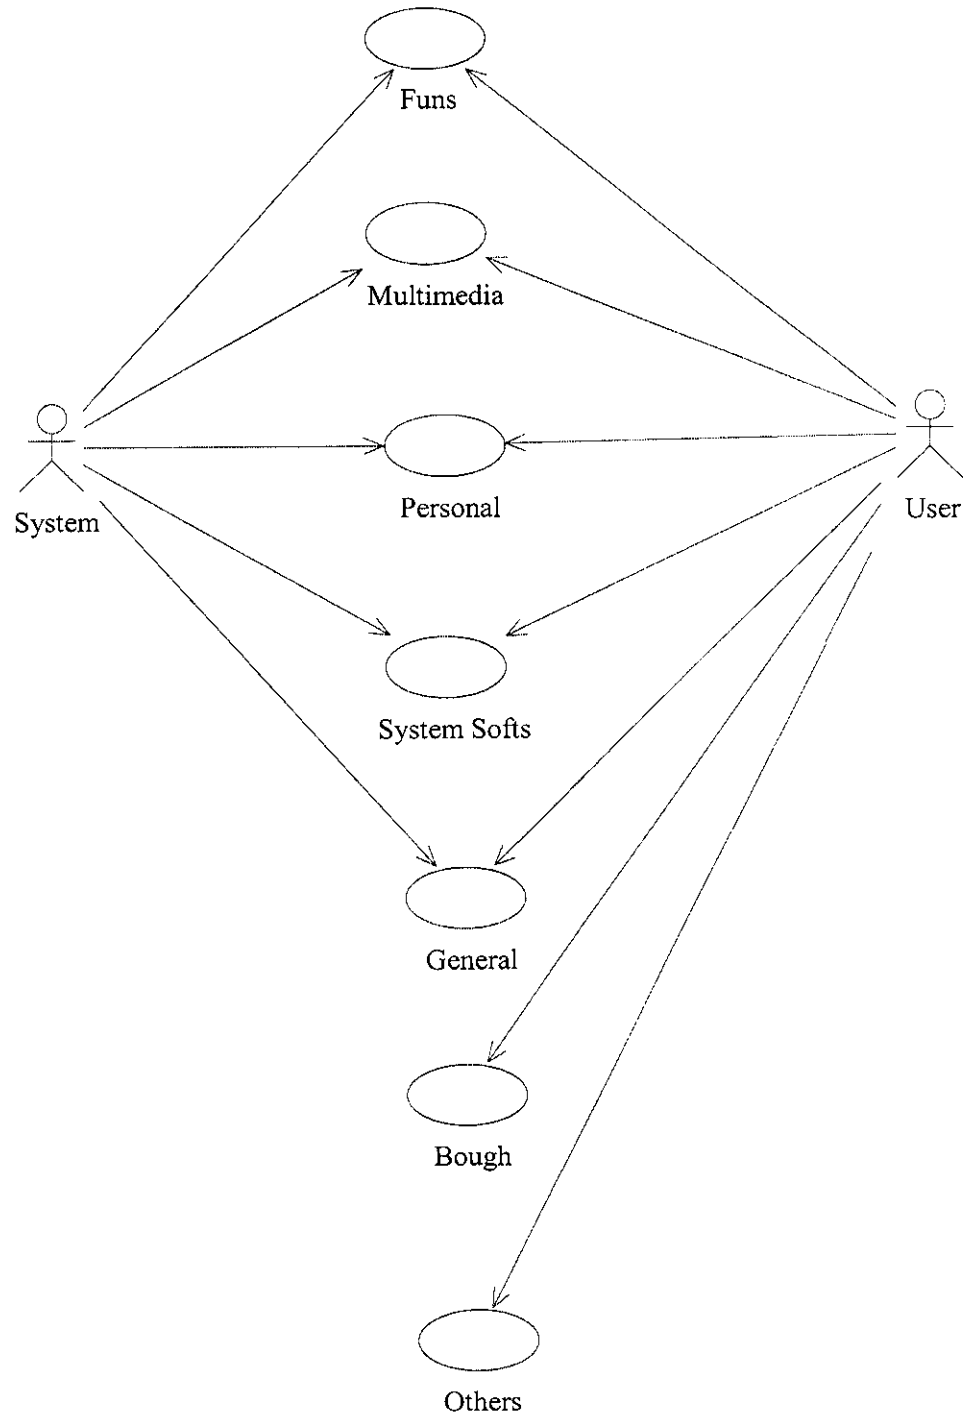 Funs
Multimedia
Personal
System
User
System Softs
General
Bough
Others